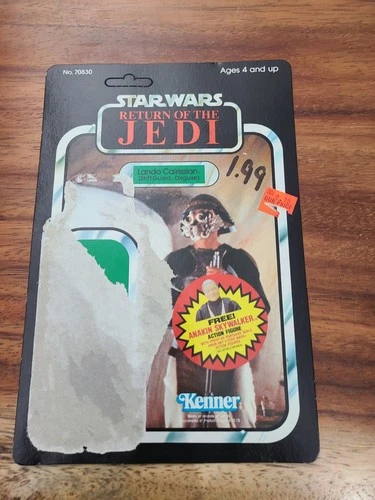 No. 70830
Ages 4 and up
STAR WARS
RETURN OF THE
JEDI
Lando Calrissian
(Skiff Guard Disguise)
1.99
FREE!
ANAKIN SKYWALKER
ACTION FIGURE
Kenner